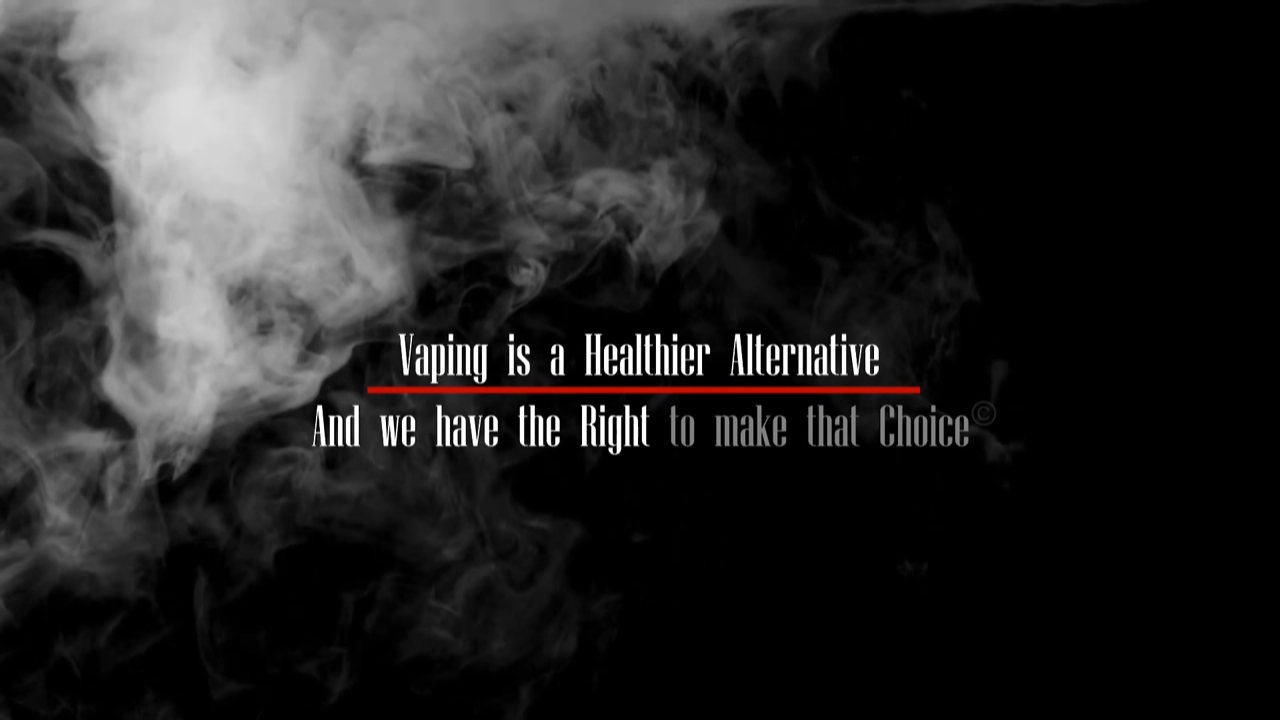 Vaping is a Healthier Alternative
And we have the Right to make that Choice©